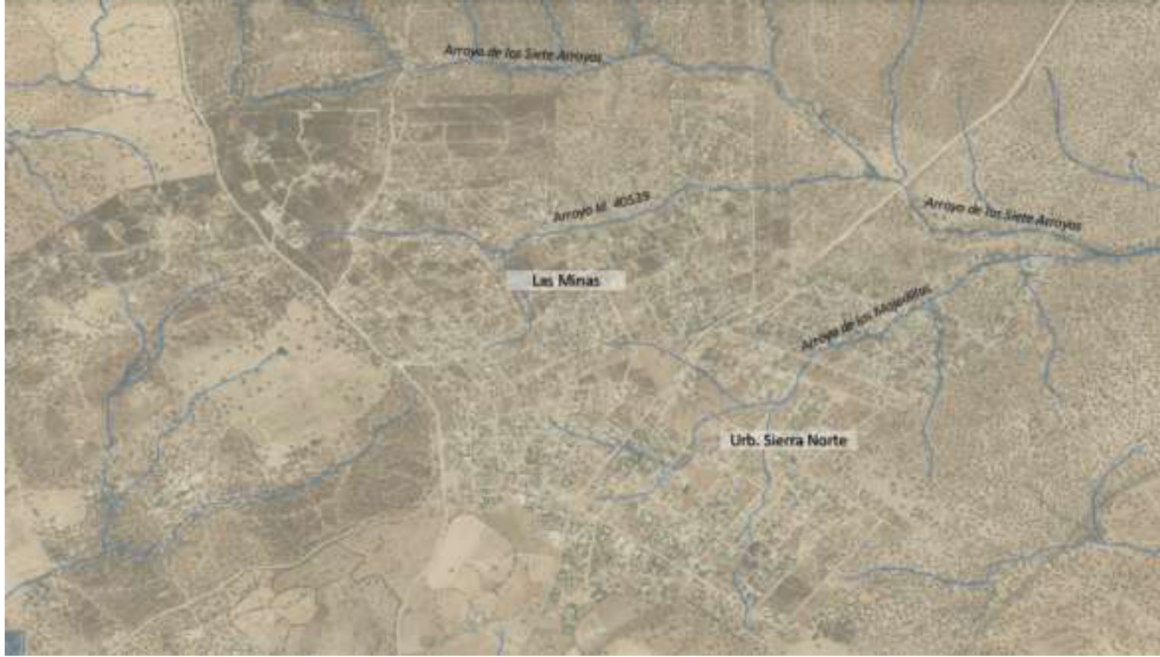 Arroyo de los Siete Arroyos
Arroyo Id. 40539
Arroyo de los Siete Arroyos
Las Minas
Arroyo de los Majadillas
Urb. Sierra Norte